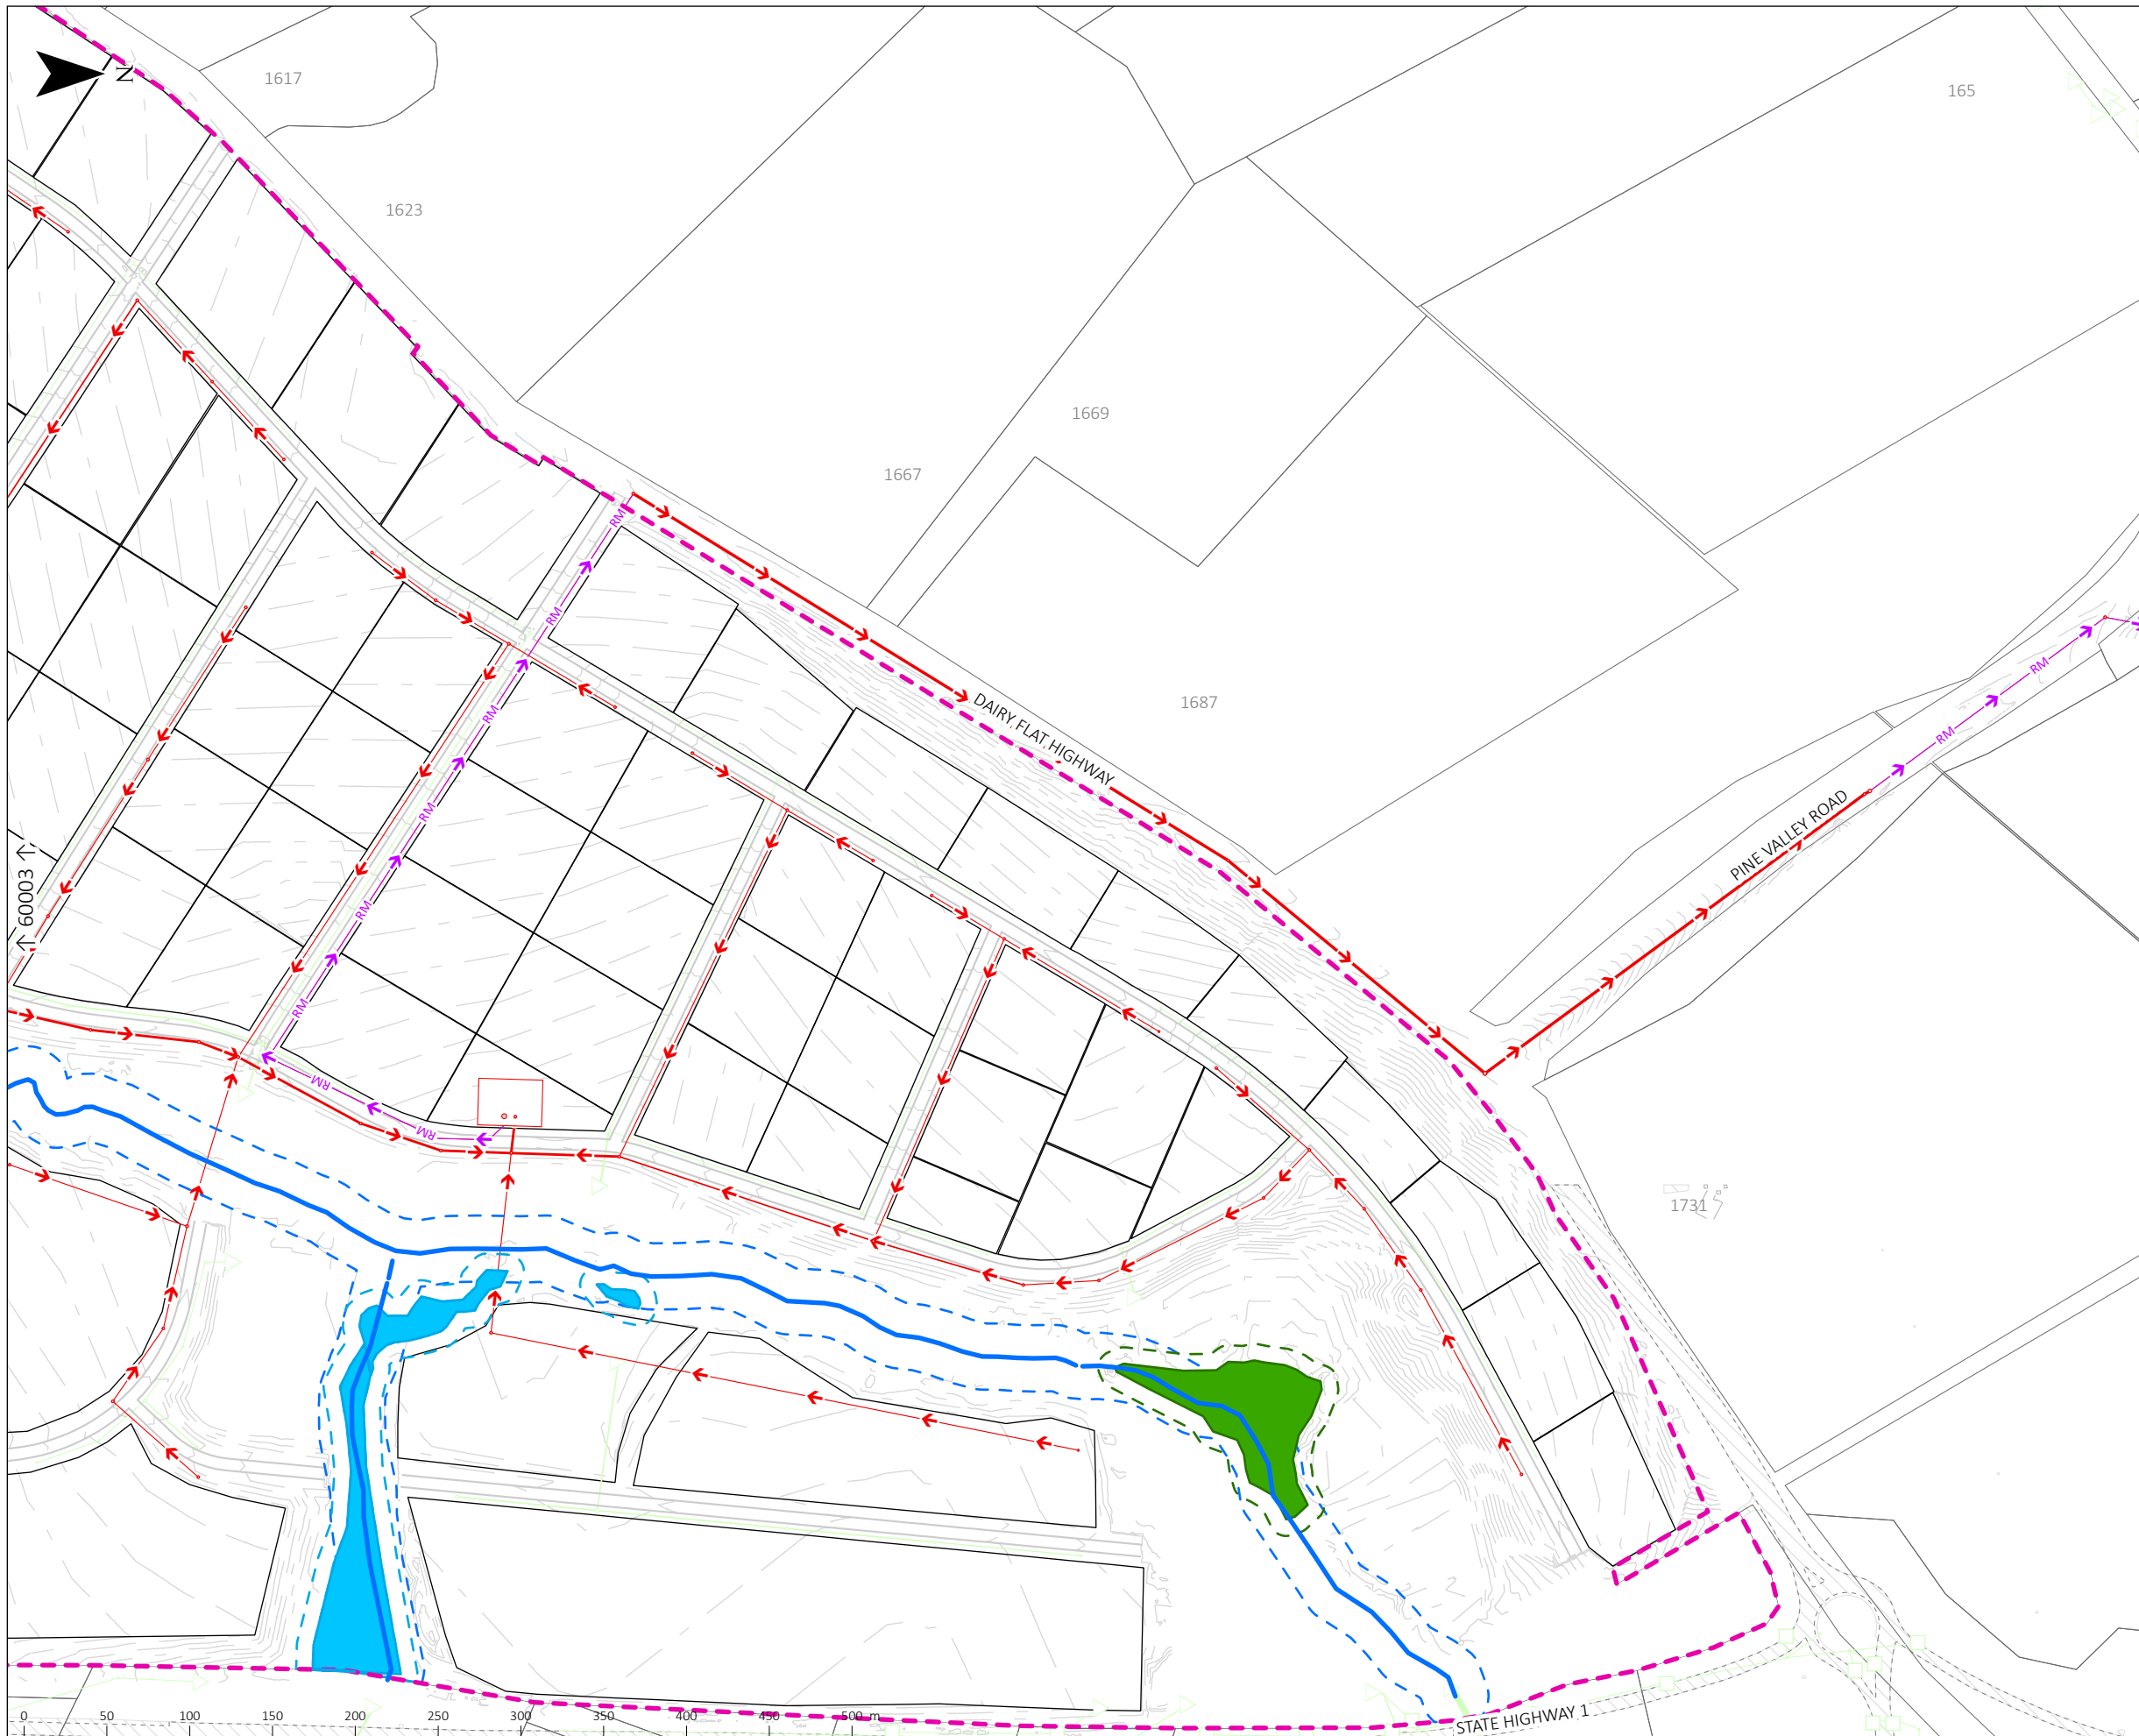 N
1617
165
1623
1669
1667
RM
RM
1687
DAIRY FLAT HIGHWAY
RM
RM
RM
RM
PINE VALLEY ROAD
RM
RM
← 60003 →
RM
RM
RM
1731
0 50 100 150 200 250 300 350 400 450 500 m
STATE HIGHWAY 1